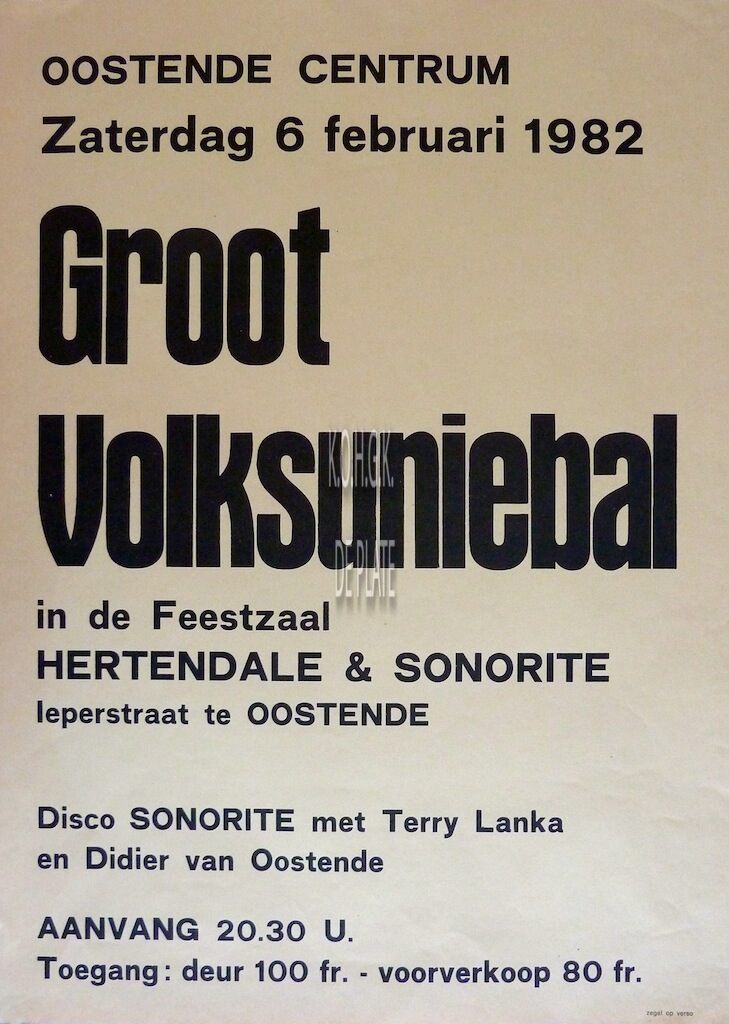 OOSTENDE CENTRUM
Zaterdag 6 februari 1982
Groot
Volksuniebal
K.O.H.G.K.
DE PLATE
in de Feestzaal
HERTENDALE & SONORITE
Ieperstraat te OOSTENDE
Disco SONORITE met Terry Lanka
en Didier van Oostende
AANVANG 20.30 U.
Toegang: deur 100 fr. - voorverkoop 80 fr.
zegel op verso